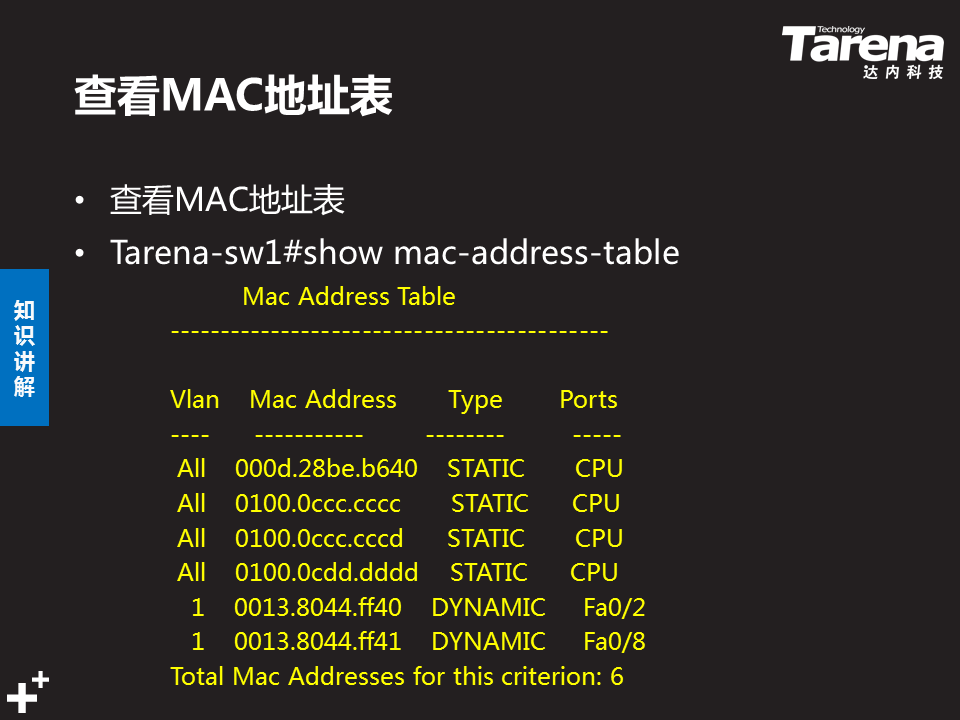 Technology
Tarena
达内科技
查看MAC地址表
• 查看MAC地址表
• Tarena-sw1#show mac-address-table
Mac Address Table
-------------------------------------------
知识讲解
Vlan Mac Address Type Ports
---- ----------- -------- -----
All 000d.28be.b640 STATIC CPU
All 0100.0ccc.cccc STATIC CPU
All 0100.0ccc.cccd STATIC CPU
All 0100.0cdd.dddd STATIC CPU
1 0013.8044.ff40 DYNAMIC Fa0/2
1 0013.8044.ff41 DYNAMIC Fa0/8
Total Mac Addresses for this criterion: 6